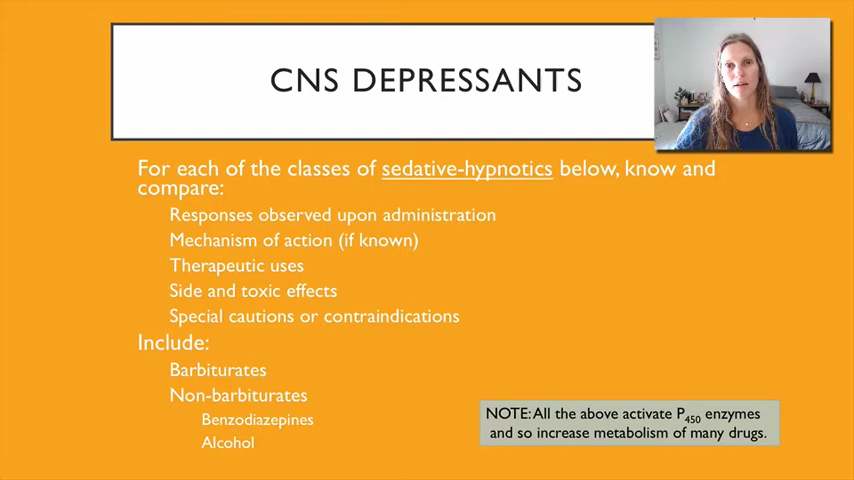 CNS DEPRESSANTS
For each of the classes of sedative-hypnotics below, know and
compare:
Responses observed upon administration
Mechanism of action (if known)
Therapeutic uses
Side and toxic effects
Special cautions or contraindications
Include:
Barbiturates
Non-barbiturates
Benzodiazepines
Alcohol
NOTE: All the above activate P450 enzymes
and so increase metabolism of many drugs.